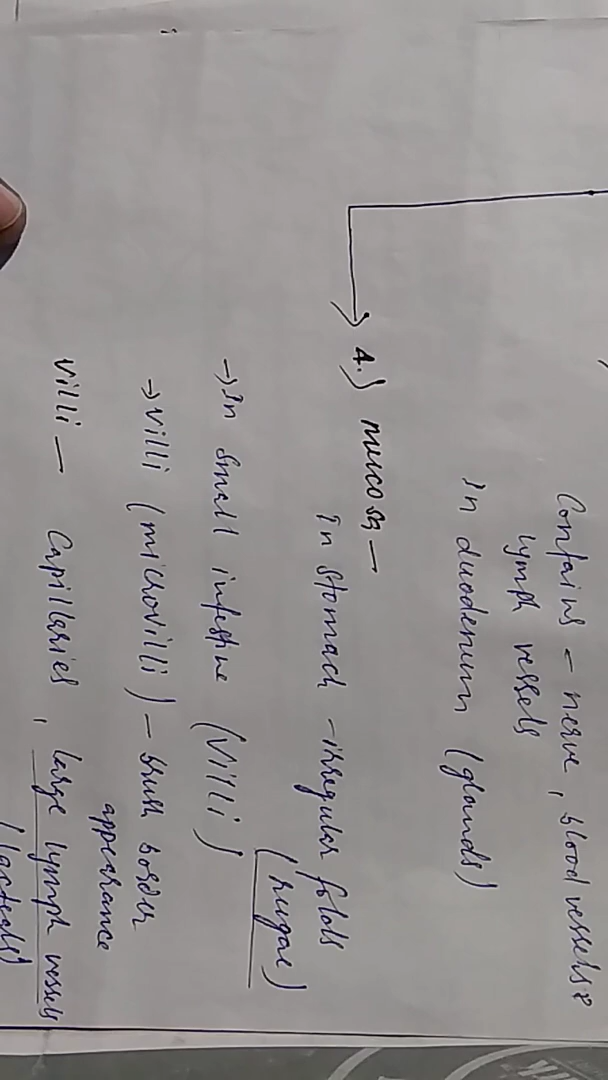 Contains - nerve, blood vessels &
lymph vessels
in duodenum (glands)
4.) mucosa -
in stomach - irregular folds
(rugae)
→ in small intestine (villi)
→ villi (microvilli) - brush border
appearance
villi - capillaries, large lymph vessels
(lacteals)